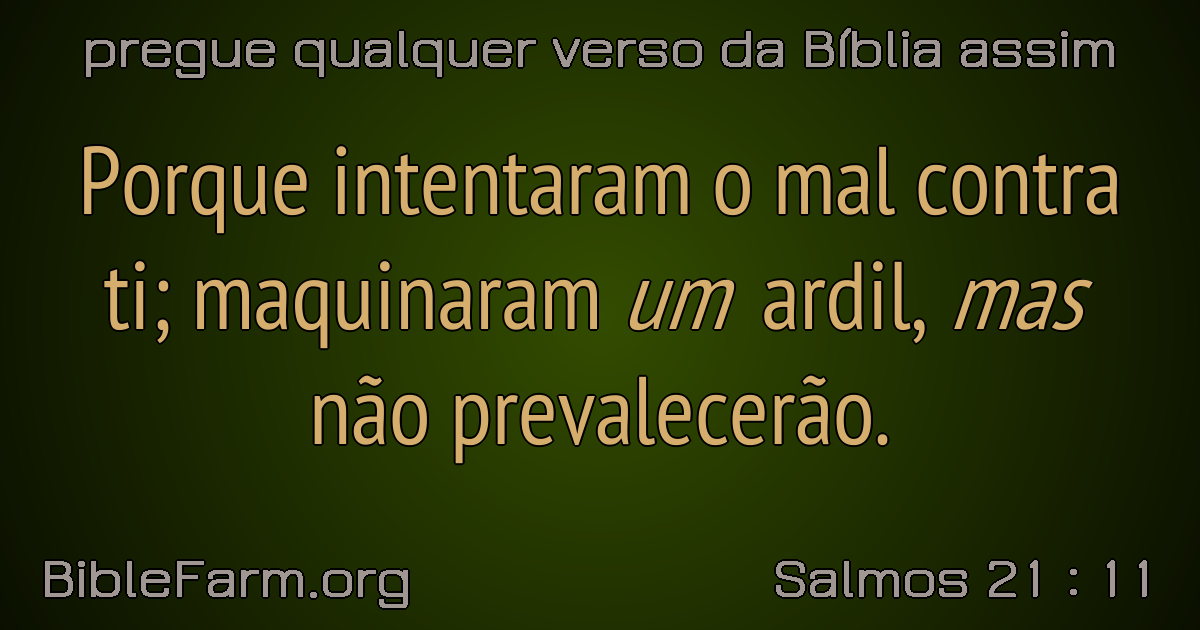 pregue qualquer verso da Bíblia assim
Porque intentaram o mal contra
ti; maquinaram um ardil, mas
não prevalecerão.
BibleFarm.org
Salmos 21 : 11